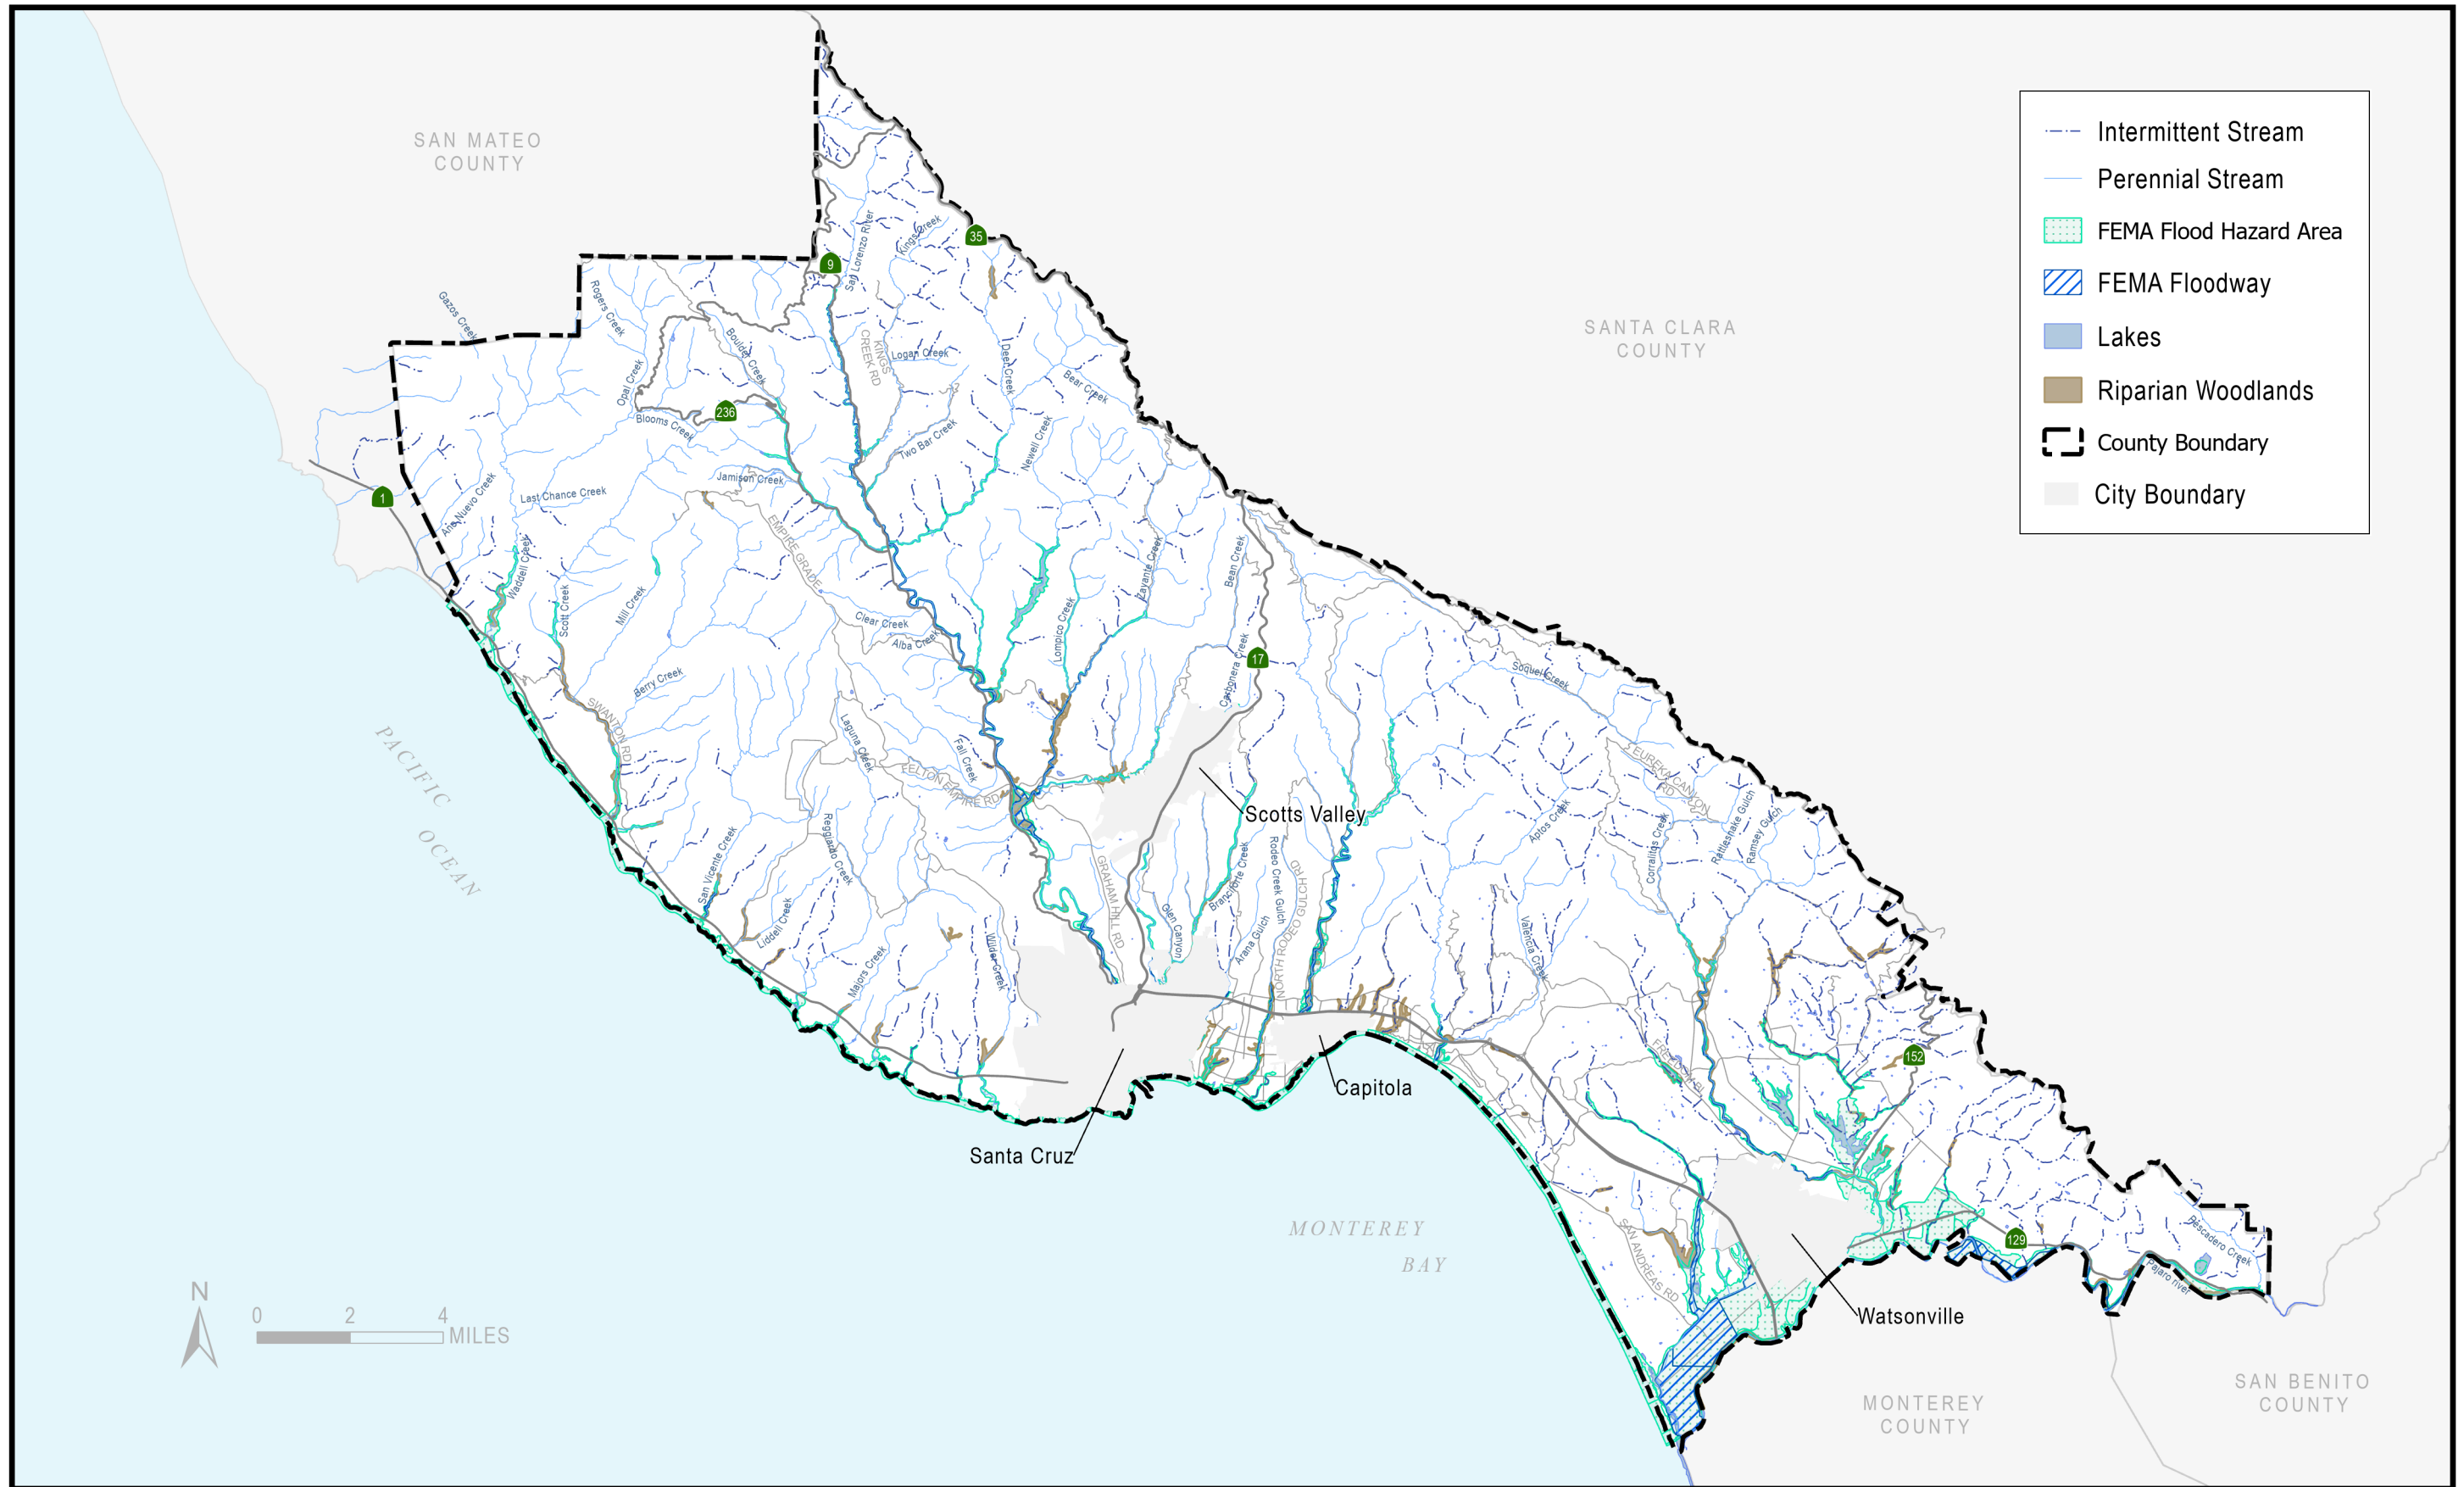 SAN MATEO
COUNTY
SANTA CLARA
COUNTY
Intermittent Stream
Perennial Stream
FEMA Flood Hazard Area
FEMA Floodway
Lakes
Riparian Woodlands
County Boundary
City Boundary
35
9
San Lorenzo River
Kings Creek
Gazos Creek
Rogers Creek
Boulder Creek
KINGS
CREEK RD
Logan Creek
Deer Creek
Bear Creek
Opal Creek
236
Blooms Creek
Two Bar Creek
Newell Creek
Jamison Creek
1
Ano Nuevo Creek
Last Chance Creek
EMPIRE GRADE
Waddell Creek
Scott Creek
Mill Creek
Clear Creek
Alba Creek
Lompico Creek
Zayante Creek
Bean Creek
Carbonera Creek
17
Soquel Creek
Berry Creek
SWANTON RD
Laguna Creek
Fall Creek
FELTON EMPIRE RD
EUREKA CANYON
RD
PACIFIC
OCEAN
Scotts Valley
Reggiardo Creek
San Vicente Creek
Liddell Creek
Majors Creek
Wilder Creek
GRAHAM HILL RD
Glen Canyon
Branciforte Creek
Arana Gulch
Rodeo Creek Gulch
NORTH RODEO GULCH RD
Aptos Creek
Valencia Creek
Corralitos Creek
Rattlesnake Gulch
Ramsey Gulch
FREEDOM BL
152
Capitola
Santa Cruz
MONTEREY
BAY
SAN ANDREAS RD
129
Pescadero Creek
Pajaro river
Watsonville
N
0 2 4
MILES
MONTEREY
COUNTY
SAN BENITO
COUNTY